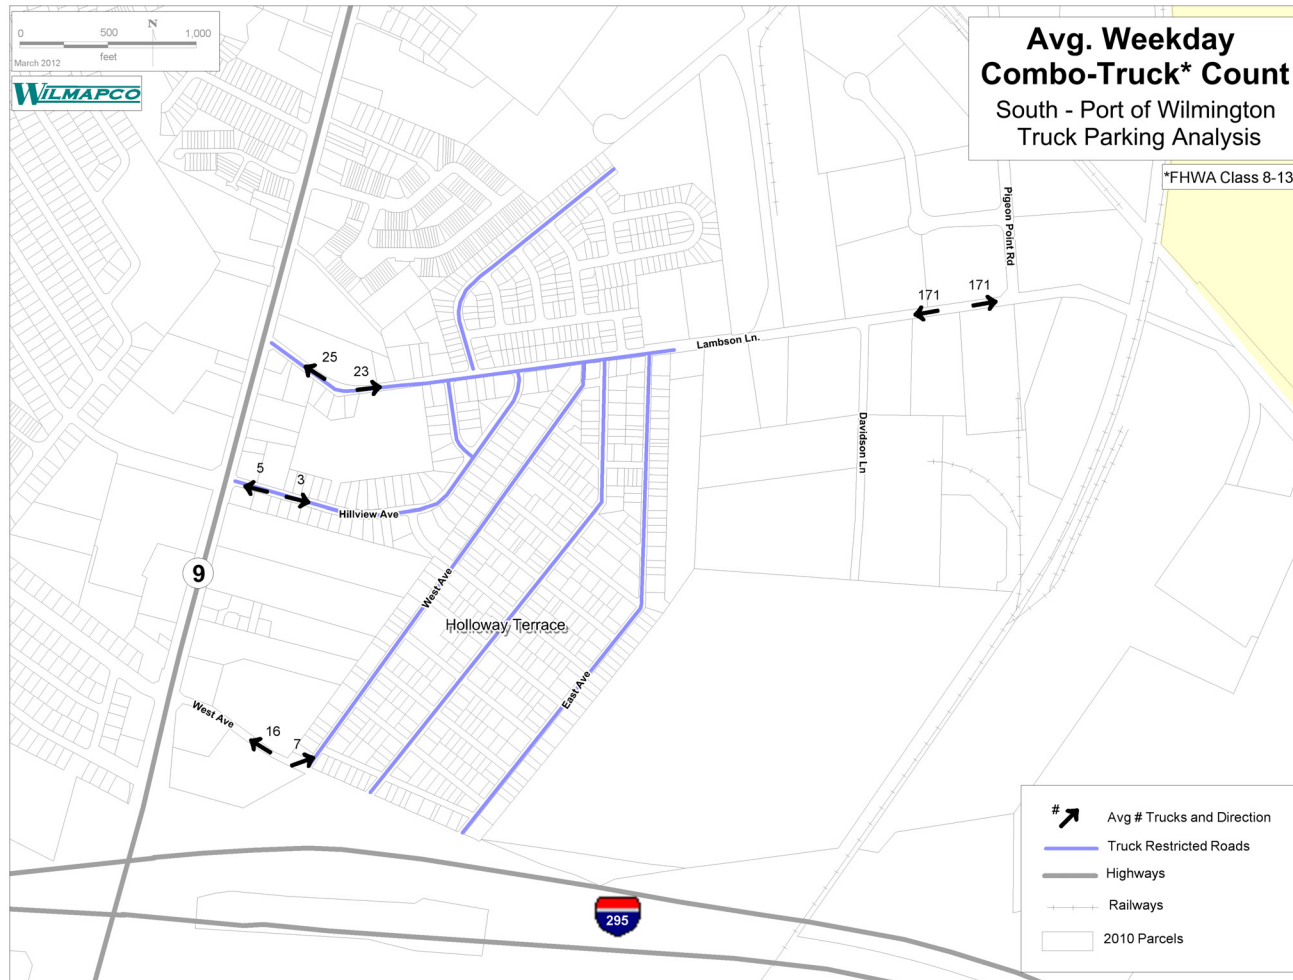 N
0 500 1,000
feet
March 2012
WILMAPCO
Avg. Weekday
Combo-Truck* Count
South - Port of Wilmington
Truck Parking Analysis
*FHWA Class 8-13
Pigeon Point Rd
171
171
Lambson Ln.
25
23
Davidson Ln
5
3
Hillview Ave
9
West Ave
Holloway Terrace
East Ave
West Ave
16
7
295
# Avg # Trucks and Direction
Truck Restricted Roads
Highways
Railways
2010 Parcels